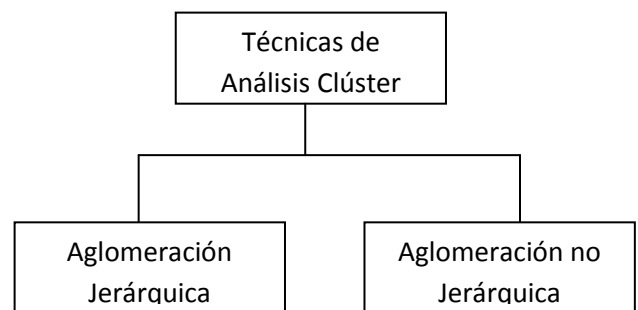 Técnicas de
Análisis Clúster
Aglomeración
Jerárquica
Aglomeración no
Jerárquica